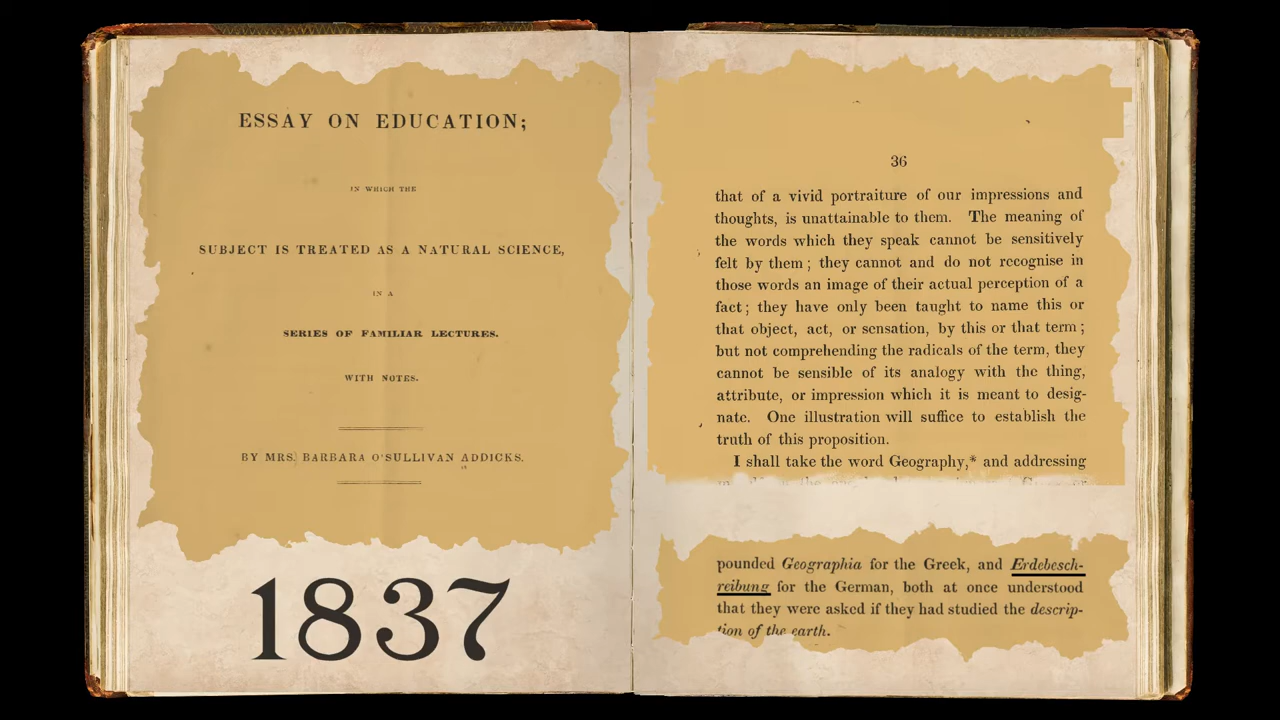 ESSAY ON EDUCATION;
IN WHICH THE
SUBJECT IS TREATED AS A NATURAL SCIENCE,
IN A
SERIES OF FAMILIAR LECTURES.
WITH NOTES.
BY MRS. BARBARA O'SULLIVAN ADDICKS.
1837
36
that of a vivid portraiture of our impressions and
thoughts, is unattainable to them. The meaning of
the words which they speak cannot be sensitively
felt by them; they cannot and do not recognise in
those words an image of their actual perception of a
fact; they have only been taught to name this or
that object, act, or sensation, by this or that term;
but not comprehending the radicals of the term, they
cannot be sensible of its analogy with the thing,
attribute, or impression which it is meant to desig-
nate. One illustration will suffice to establish the
truth of this proposition.
I shall take the word Geography,* and addressing
pounded Geographia for the Greek, and Erdebesch-
reibung for the German, both at once understood
that they were asked if they had studied the descrip-
tion of the earth.